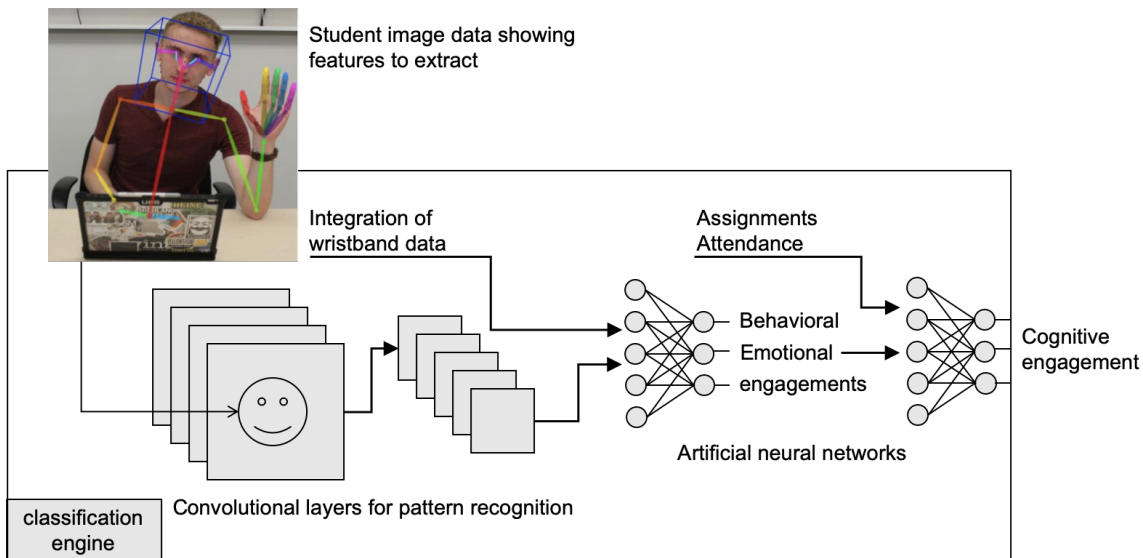 Student image data showing
features to extract
Integration of
wristband data
Assignments
Attendance
Behavioral
Emotional
engagements
Cognitive
engagement
Artificial neural networks
Convolutional layers for pattern recognition
classification
engine